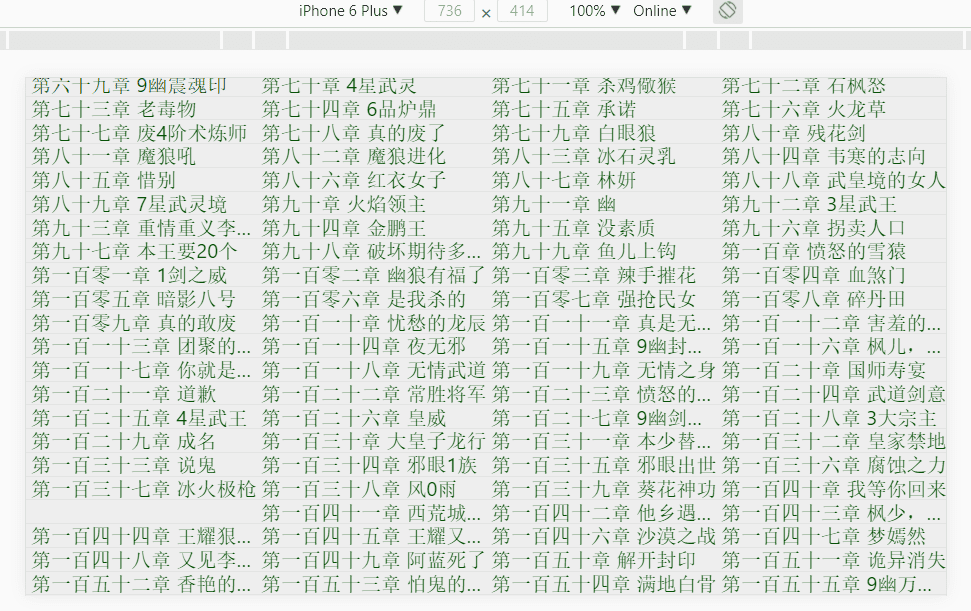 iPhone 6 Plus ▼ 736 × 414 100% ▼ Online ▼
第六十九章 9幽震魂印 第七十章 4星武灵 第七十一章 杀鸡儆猴 第七十二章 石枫怒
第七十三章 老毒物 第七十四章 6品炉鼎 第七十五章 承诺 第七十六章 火龙草
第七十七章 废4阶术炼师 第七十八章 真的废了 第七十九章 白眼狼 第八十章 残花剑
第八十一章 魔狼吼 第八十二章 魔狼进化 第八十三章 冰石灵乳 第八十四章 韦寒的志向
第八十五章 惜别 第八十六章 红衣女子 第八十七章 林妍 第八十八章 武皇境的女人
第八十九章 7星武灵境 第九十章 火焰领主 第九十一章 幽 第九十二章 3星武王
第九十三章 重情重义李... 第九十四章 金鹏王 第九十五章 没素质 第九十六章 拐卖人口
第九十七章 本王要20个 第九十八章 破坏期待多... 第九十九章 鱼儿上钩 第一百章 愤怒的雪猿
第一百零一章 1剑之威 第一百零二章 幽狼有福了 第一百零三章 辣手摧花 第一百零四章 血煞门
第一百零五章 暗影八号 第一百零六章 是我杀的 第一百零七章 强抢民女 第一百零八章 碎丹田
第一百零九章 真的敢废 第一百一十章 忧愁的龙辰 第一百一十一章 真是无... 第一百一十二章 害羞的...
第一百一十三章 团聚的... 第一百一十四章 夜无邪 第一百一十五章 9幽封... 第一百一十六章 枫儿，...
第一百一十七章 你就是... 第一百一十八章 无情武道 第一百一十九章 无情之身 第一百二十章 国师寿宴
第一百二十一章 道歉 第一百二十二章 常胜将军 第一百二十三章 愤怒的... 第一百二十四章 武道剑意
第一百二十五章 4星武王 第一百二十六章 皇威 第一百二十七章 9幽剑... 第一百二十八章 3大宗主
第一百二十九章 成名 第一百三十章 大皇子龙行 第一百三十一章 本少替... 第一百三十二章 皇家禁地
第一百三十三章 说鬼 第一百三十四章 邪眼1族 第一百三十五章 邪眼出世 第一百三十六章 腐蚀之力
第一百三十七章 冰火极枪 第一百三十八章 风0雨 第一百三十九章 葵花神功 第一百四十章 我等你回来
第一百四十一章 西荒城... 第一百四十二章 他乡遇... 第一百四十三章 枫少，...
第一百四十四章 王耀狠... 第一百四十五章 王耀又... 第一百四十六章 沙漠之战 第一百四十七章 梦嫣然
第一百四十八章 又见李... 第一百四十九章 阿蓝死了 第一百五十章 解开封印 第一百五十一章 诡异消失
第一百五十二章 香艳的... 第一百五十三章 怕鬼的... 第一百五十四章 满地白骨 第一百五十五章 9幽万...